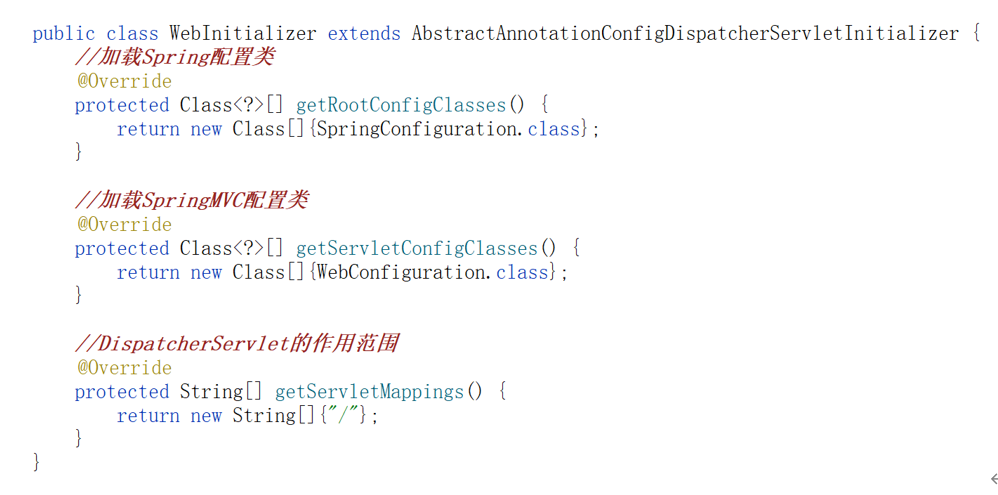 public class WebInitializer extends AbstractAnnotationConfigDispatcherServletInitializer {
    //加载Spring配置类
    @Override
    protected Class<?>[] getRootConfigClasses() {
        return new Class[]{SpringConfiguration.class};
    }

    //加载SpringMVC配置类
    @Override
    protected Class<?>[] getServletConfigClasses() {
        return new Class[]{WebConfiguration.class};
    }

    //DispatcherServlet的作用范围
    @Override
    protected String[] getServletMappings() {
        return new String[]{"/"};
    }
}